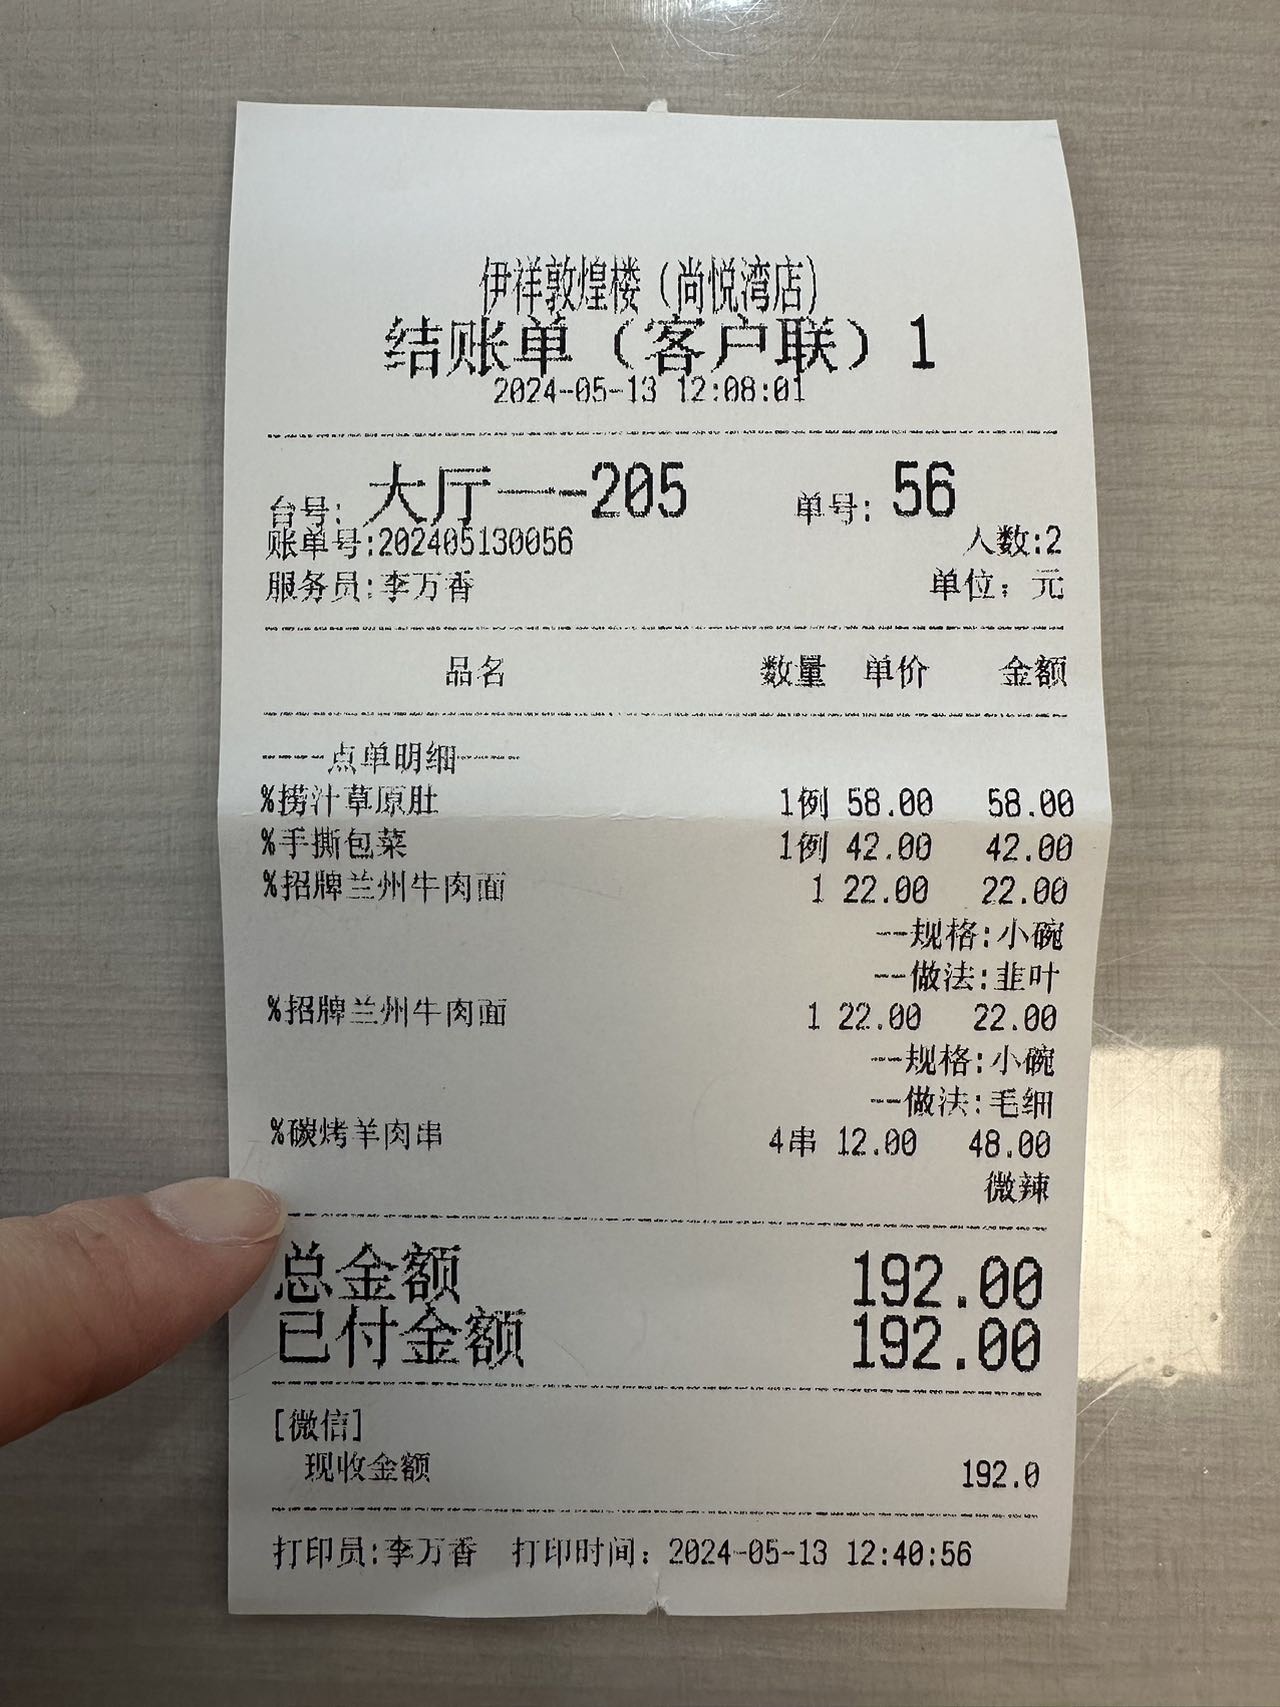 伊祥敦煌楼（尚悦湾店）
结账单（客户联）1
2024-05-13 12:08:01
台号: 大厅---205 单号: 56
账单号:202405130056 人数:2
服务员:李万香 单位：元
品名 数量 单价 金额
----点单明细----
%捞汁草原肚 1例 58.00 58.00
%手撕包菜 1例 42.00 42.00
%招牌兰州牛肉面 1 22.00 22.00
--规格:小碗
--做法:韭叶
%招牌兰州牛肉面 1 22.00 22.00
--规格:小碗
--做法:毛细
%碳烤羊肉串 4串 12.00 48.00
微辣
总金额 192.00
已付金额 192.00
[微信]
现收金额 192.0
打印员:李万香 打印时间：2024-05-13 12:40:56